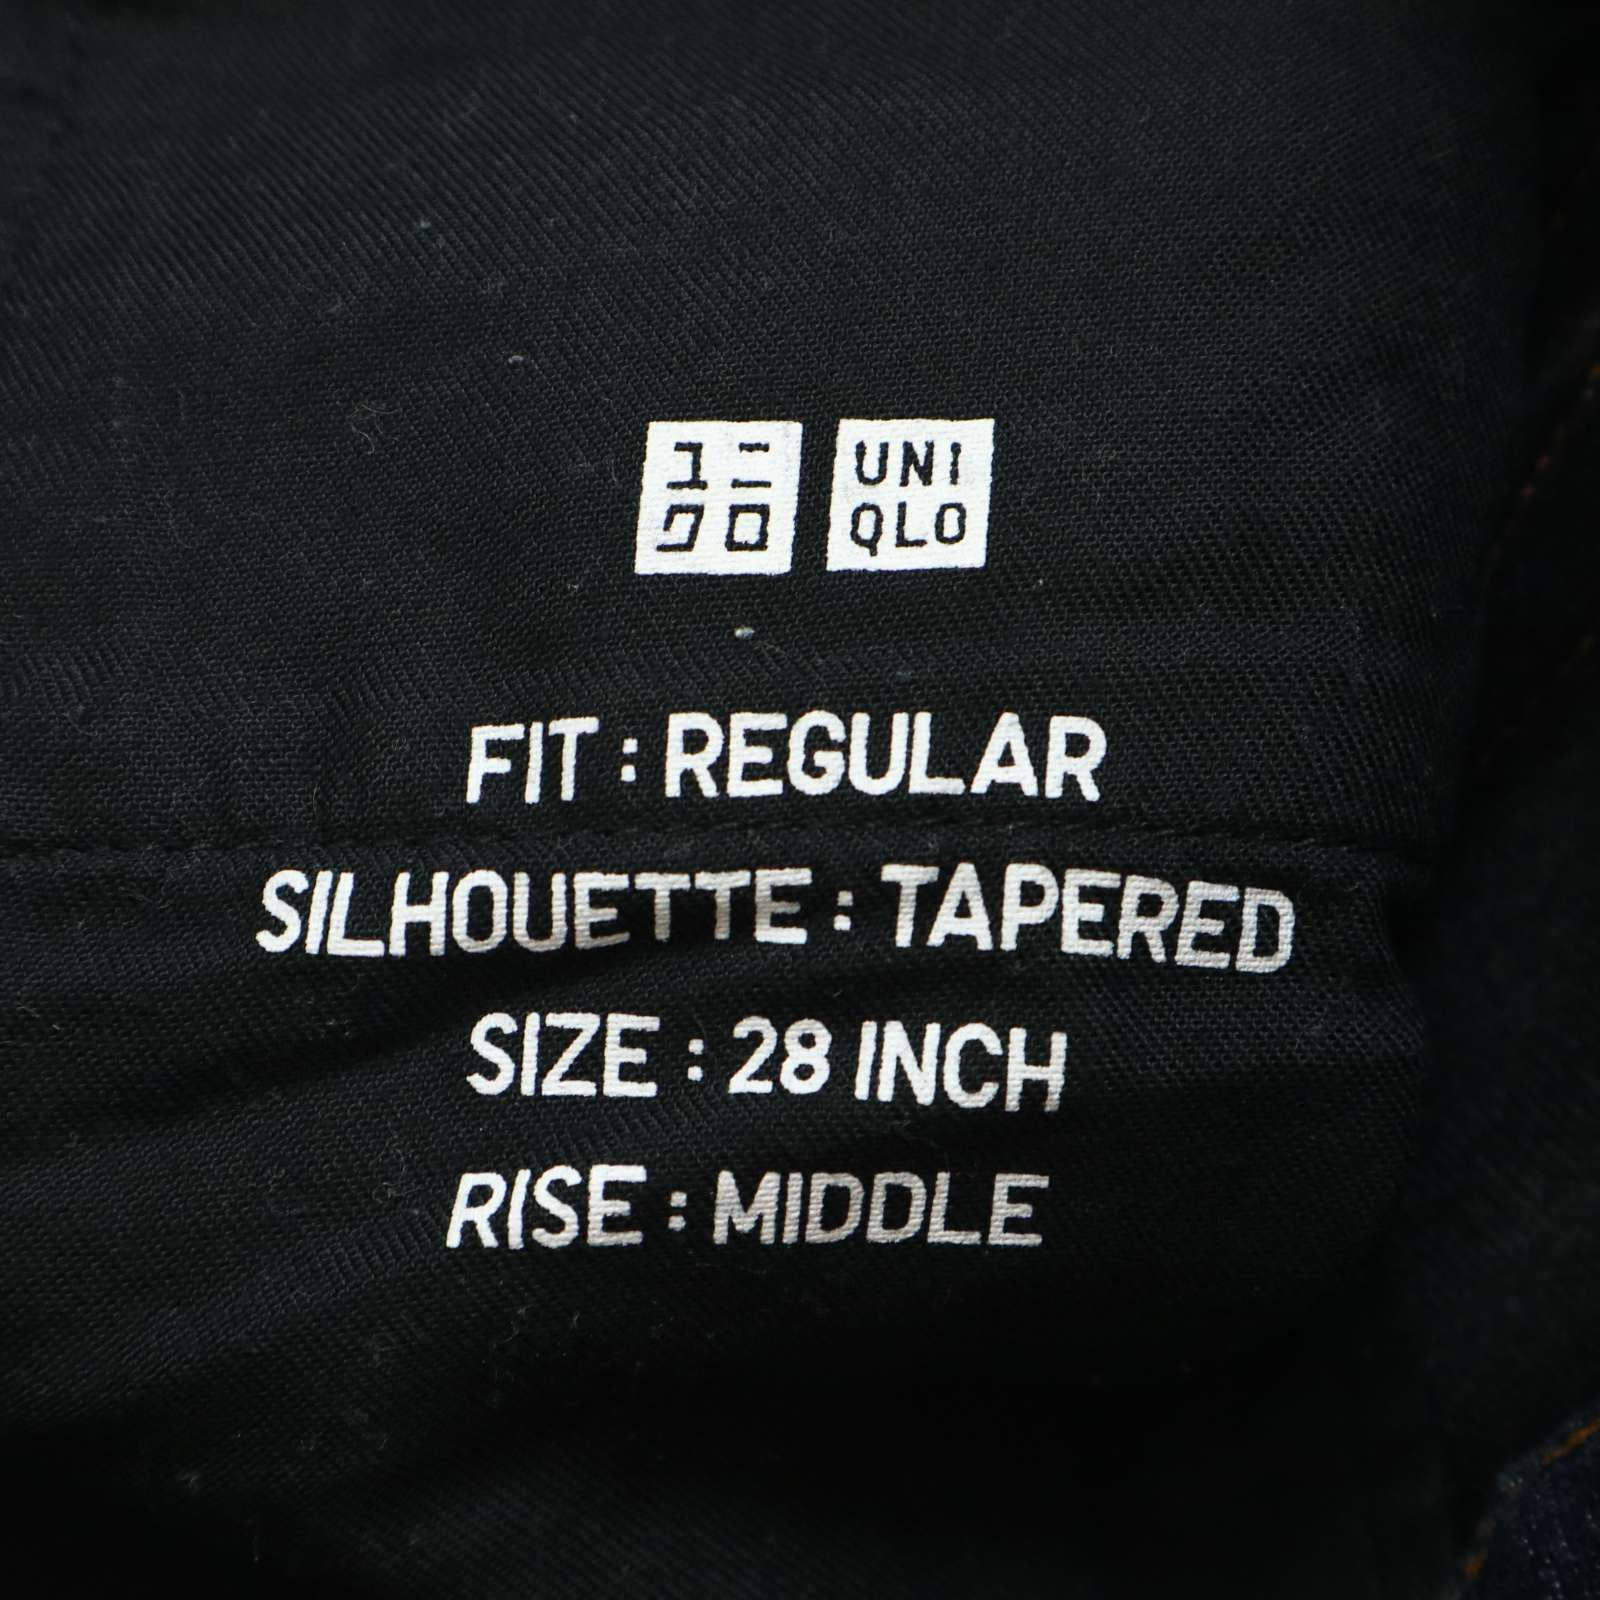 ユニ
クロ
UNI
QLO
FIT : REGULAR
SILHOUETTE : TAPERED
SIZE : 28 INCH
RISE : MIDDLE